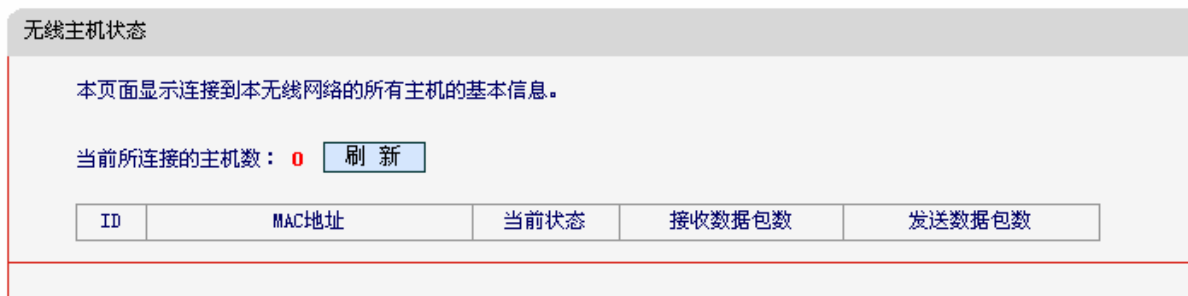 无线主机状态
本页面显示连接到本无线网络的所有主机的基本信息。
当前所连接的主机数： 0 刷 新
ID MAC地址 当前状态 接收数据包数 发送数据包数